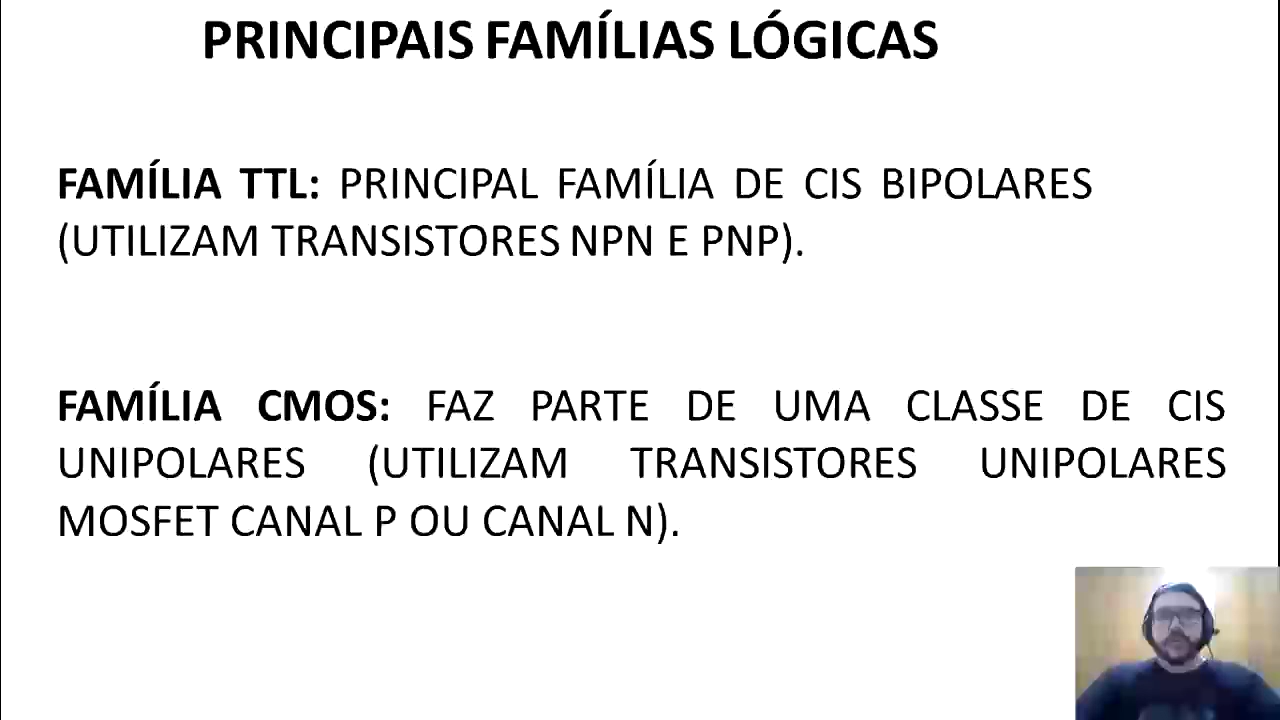 PRINCIPAIS FAMÍLIAS LÓGICAS
FAMÍLIA TTL: PRINCIPAL FAMÍLIA DE CIS BIPOLARES
(UTILIZAM TRANSISTORES NPN E PNP).
FAMÍLIA CMOS: FAZ PARTE DE UMA CLASSE DE CIS
UNIPOLARES (UTILIZAM TRANSISTORES UNIPOLARES
MOSFET CANAL P OU CANAL N).